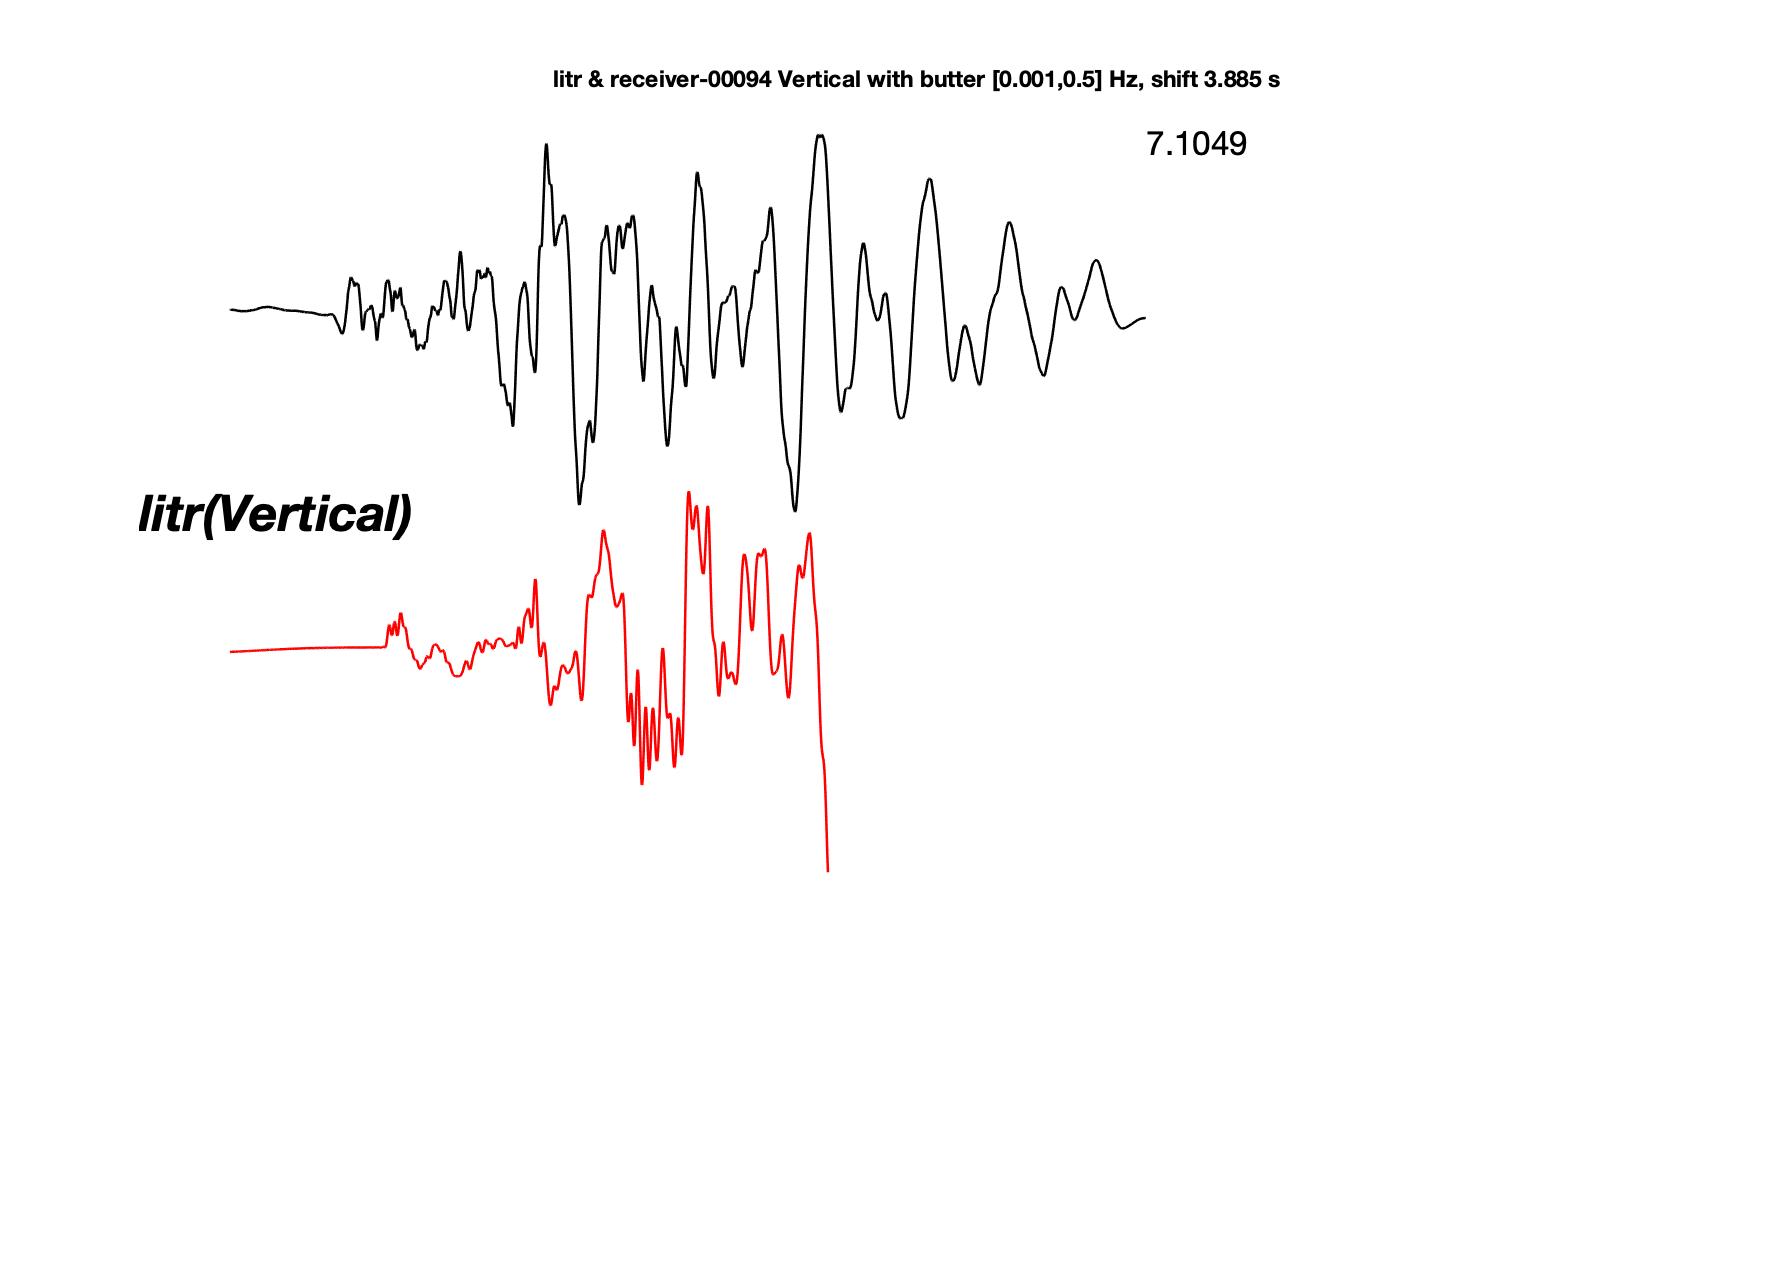 litr & receiver-00094 Vertical with butter [0.001,0.5] Hz, shift 3.885 s
7.1049
litr(Vertical)